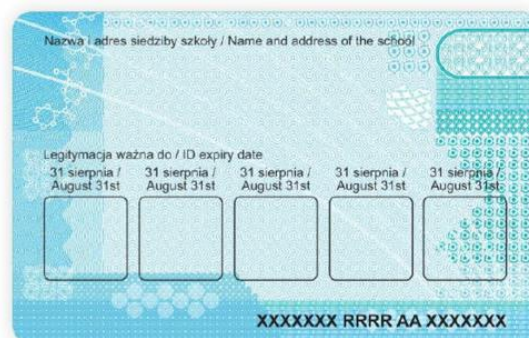 Nazwa i adres siedziby szkoły / Name and address of the school
Legitymacja ważna do / ID expiry date
31 sierpnia / 31 sierpnia / 31 sierpnia / 31 sierpnia / 31 sierpnia /
August 31st August 31st August 31st August 31st August 31st
XXXXXXX RRRR AA XXXXXXX